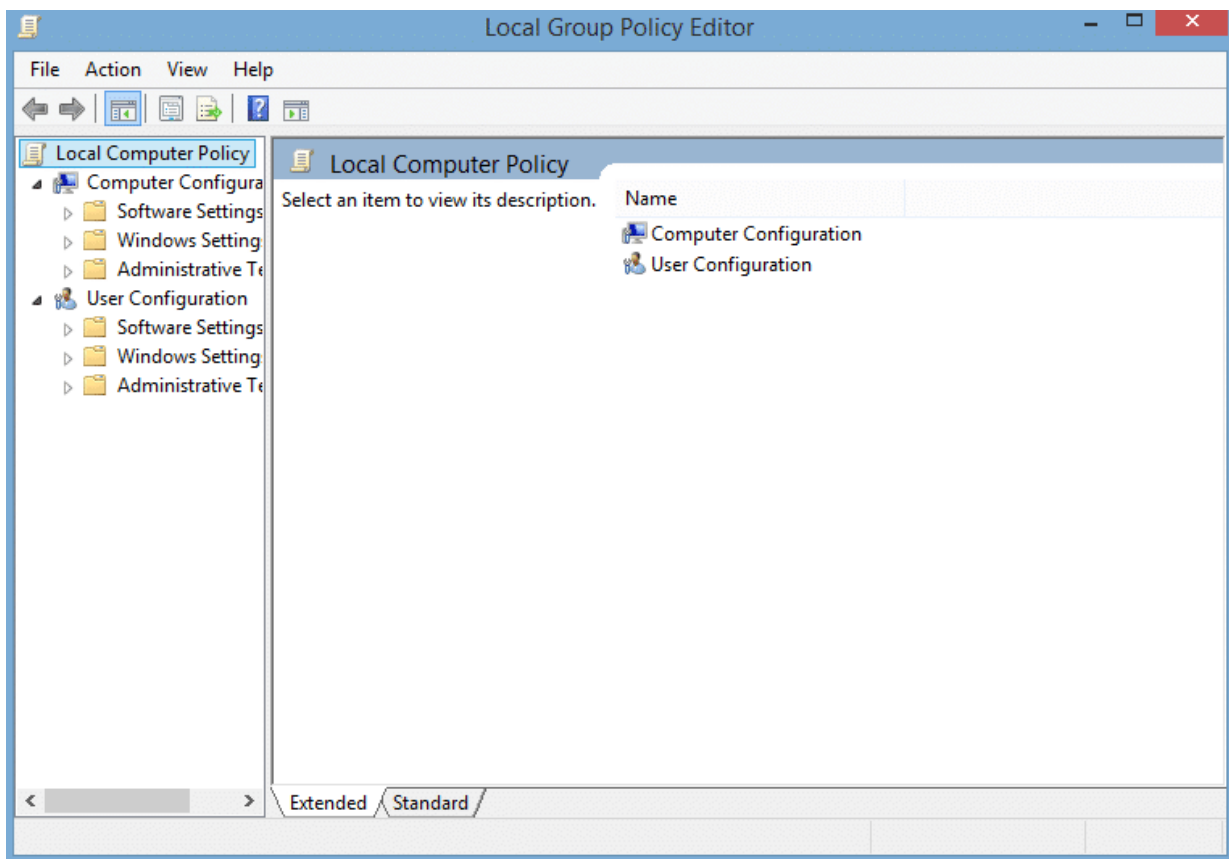 Local Group Policy Editor
File Action View Help
Local Computer Policy
Computer Configura
Software Settings
Windows Setting
Administrative Te
User Configuration
Software Settings
Windows Setting
Administrative Te
Local Computer Policy
Select an item to view its description.
Name
Computer Configuration
User Configuration
Extended Standard